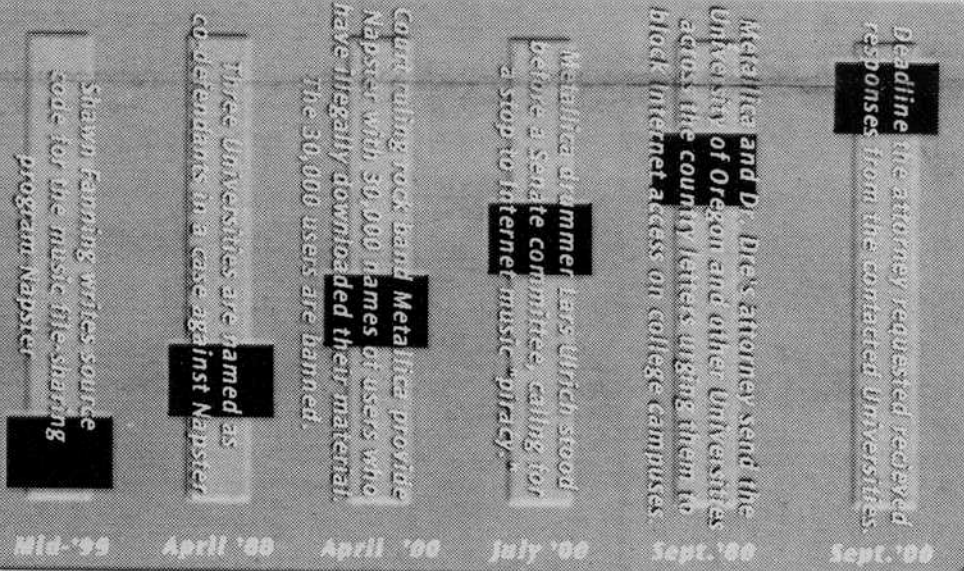 Shawn Fanning writes source
code for the music file-sharing
program Napster
Mid-'99
Three Universities are named as
co-defendants in a case against Napster
April '00
Court ruling rock band Metallica provide
Napster with 30,000 names of users who
have illegally downloaded their material.
The 30,000 users are banned.
April '00
Metallica drummer Lars Ulrich stood
before a Senate committee, caling for
a stop to Internet music "piracy."
July '00
Metallica and Dr. Dres attorney send the
University of Oregon and other Universities
across the county letters urging them to
block Internet access on college campuses.
Sept.'00
Deadline the attorney requested recieved
responses from the contacted Universities.
Sept.'00